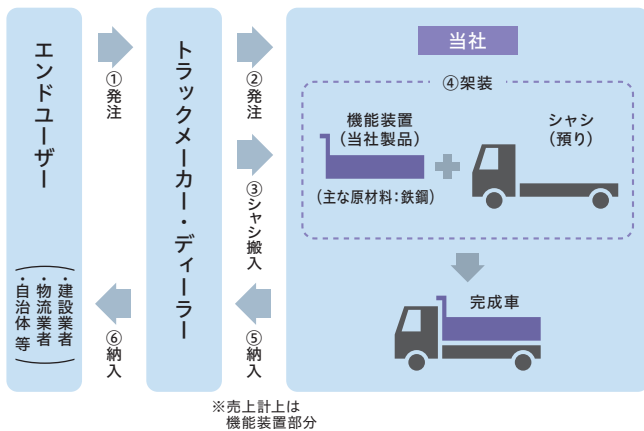 エンドユーザー
・建設業者
・物流業者
・自治体 等
①発注
トラックメーカー・ディーラー
②発注
③シャシ搬入
⑤納入
⑥納入
当社
④架装
機能装置
(当社製品)
(主な原材料：鉄鋼)
シャシ
(預り)
完成車
※売上計上は
機能装置部分